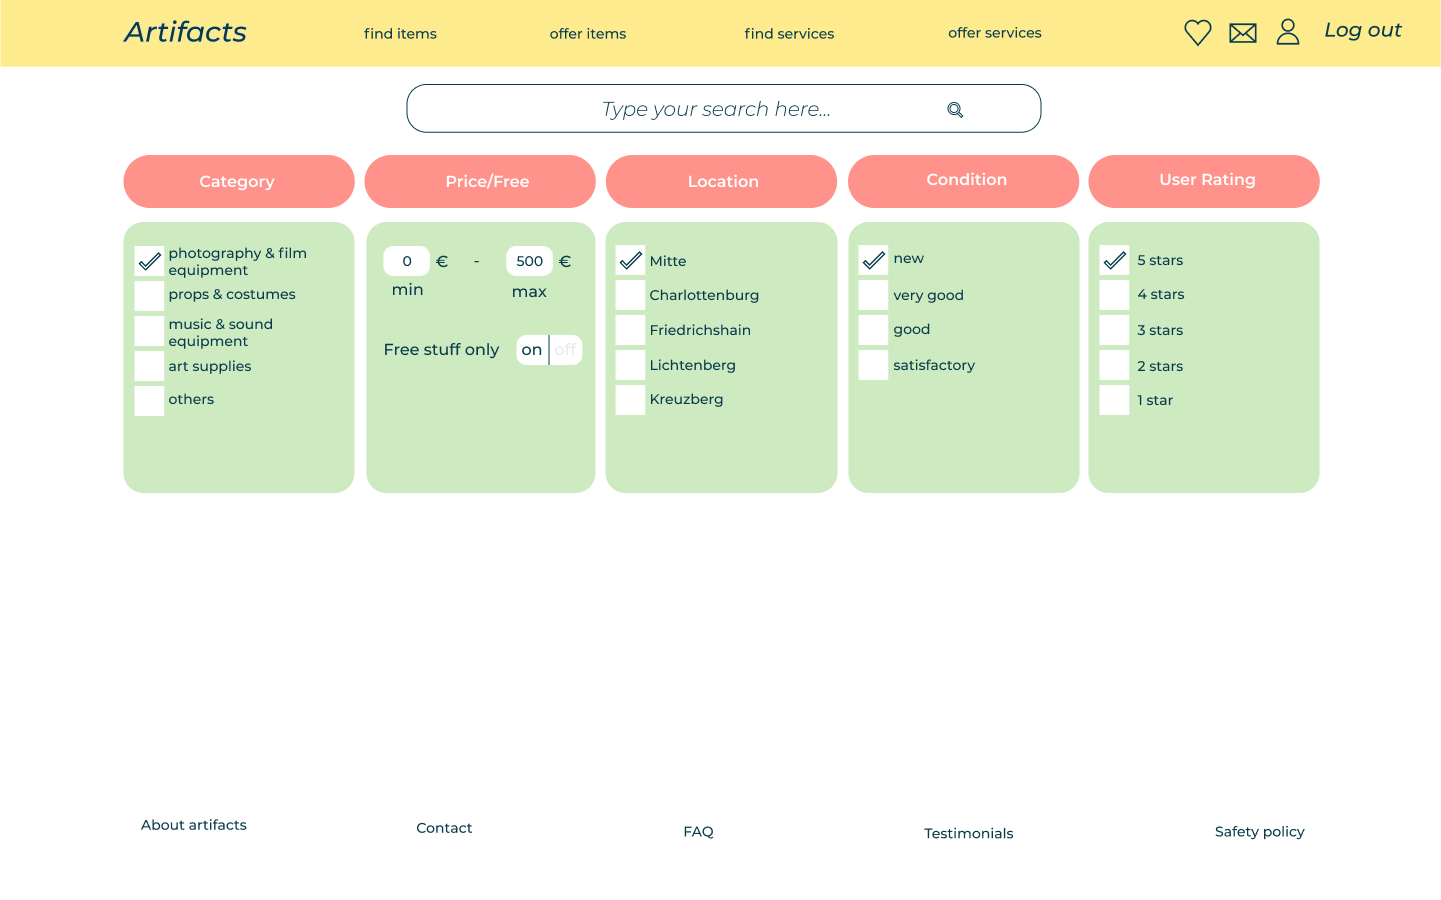 Artifacts
find items
offer items
find services
offer services
Log out
Type your search here...
Category
Price/Free
Location
Condition
User Rating
photography & film
equipment
props & costumes
music & sound
equipment
art supplies
others
0 € - 500 €
min
max
Free stuff only
on
off
Mitte
Charlottenburg
Friedrichshain
Lichtenberg
Kreuzberg
new
very good
good
satisfactory
5 stars
4 stars
3 stars
2 stars
1 star
About artifacts
Contact
FAQ
Testimonials
Safety policy